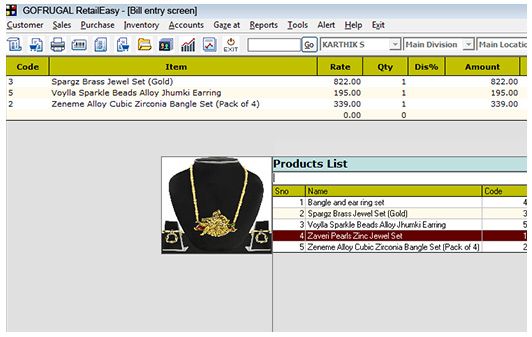 GOFRUGAL RetailEasy - [Bill entry screen]
Customer Sales Purchase Inventory Accounts Gaze at Reports Tools Alert Exit
EXIT Go KARTHIK S Main Division Main Locatio
Code Item Rate Qty Dis% Amount
3 Spargz Brass Jewel Set (Gold) 822.00 1 822.00
5 Voylla Sparkle Beads Alloy Jhumki Earring 195.00 1 195.00
2 Zeneme Alloy Cubic Zirconia Bangle Set (Pack of 4) 339.00 1 339.00
0.00 0
Products List
Sno Name Code
1 Bangle and ear ring set 4
2 Spargz Brass Jewel Set (Gold) 3
3 Voylla Sparkle Beads Alloy Jhumki Earring 5
4 Zaveri Pearls Zinc Jewel Set 1
5 Zeneme Alloy Cubic Zirconia Bangle Set (Pack of 4) 2